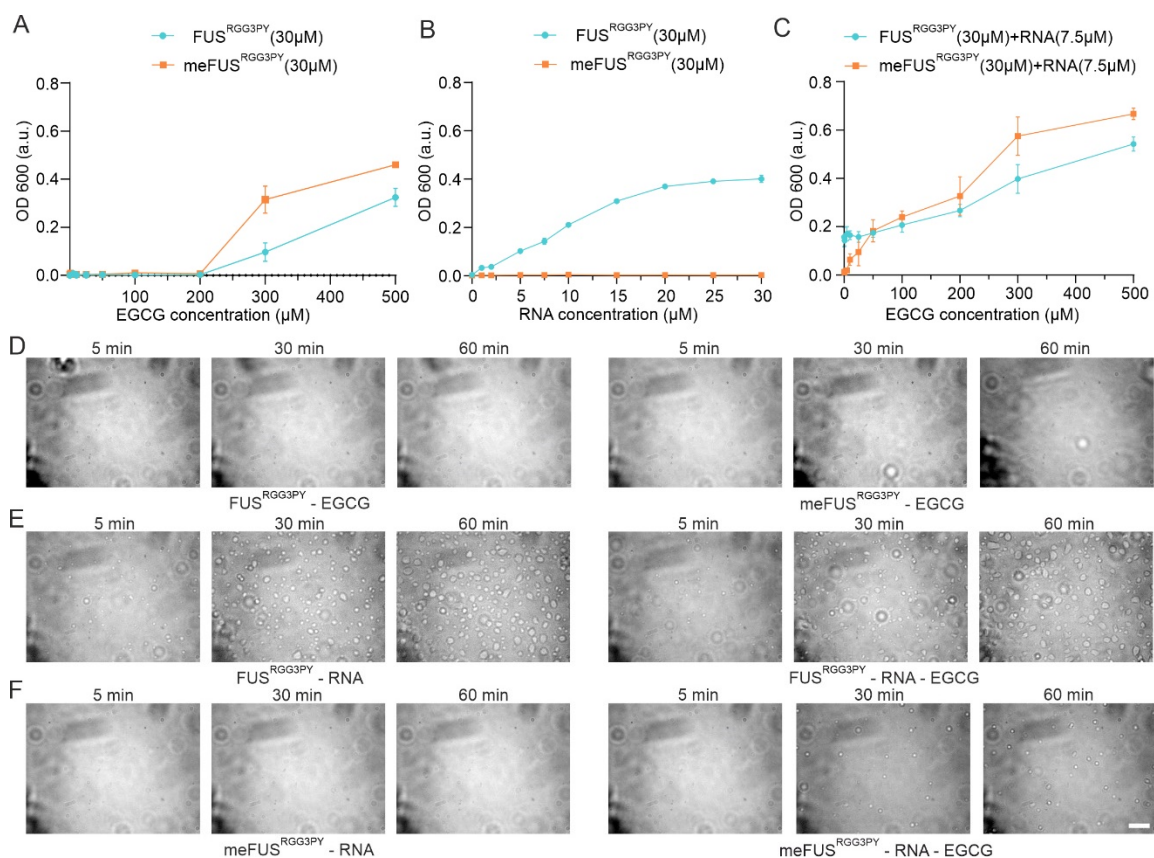 A
FUS^RGG3PY(30µM)
meFUS^RGG3PY(30µM)
OD 600 (a.u.)
0.8
0.6
0.4
0.2
0.0
100 200 300 400 500
EGCG concentration (µM)
B
FUS^RGG3PY(30µM)
meFUS^RGG3PY(30µM)
OD 600 (a.u.)
0.8
0.6
0.4
0.2
0.0
0 5 10 15 20 25 30
RNA concentration (µM)
C
FUS^RGG3PY(30µM)+RNA(7.5µM)
meFUS^RGG3PY(30µM)+RNA(7.5µM)
OD 600 (a.u.)
0.8
0.6
0.4
0.2
0.0
0 100 200 300 400 500
EGCG concentration (µM)
D
5 min 30 min 60 min 5 min 30 min 60 min
FUS^RGG3PY - EGCG meFUS^RGG3PY - EGCG
E
5 min 30 min 60 min 5 min 30 min 60 min
FUS^RGG3PY - RNA FUS^RGG3PY - RNA - EGCG
F
5 min 30 min 60 min 5 min 30 min 60 min
meFUS^RGG3PY - RNA meFUS^RGG3PY - RNA - EGCG